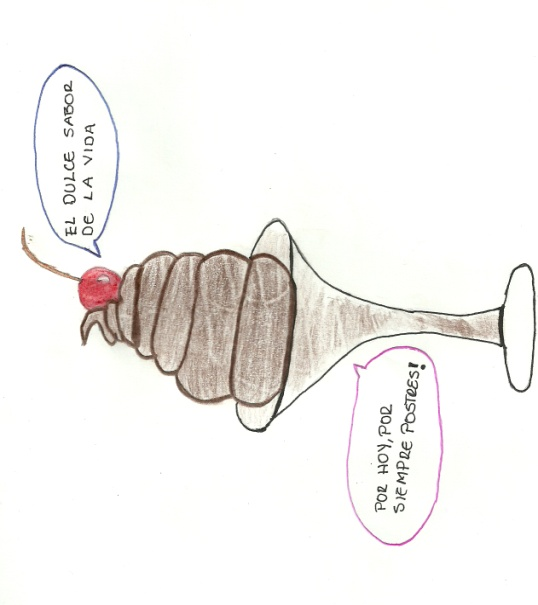 EL DULCE SABOR
DE LA VIDA
POR HOY, POR
SIEMPRE POSTRES!